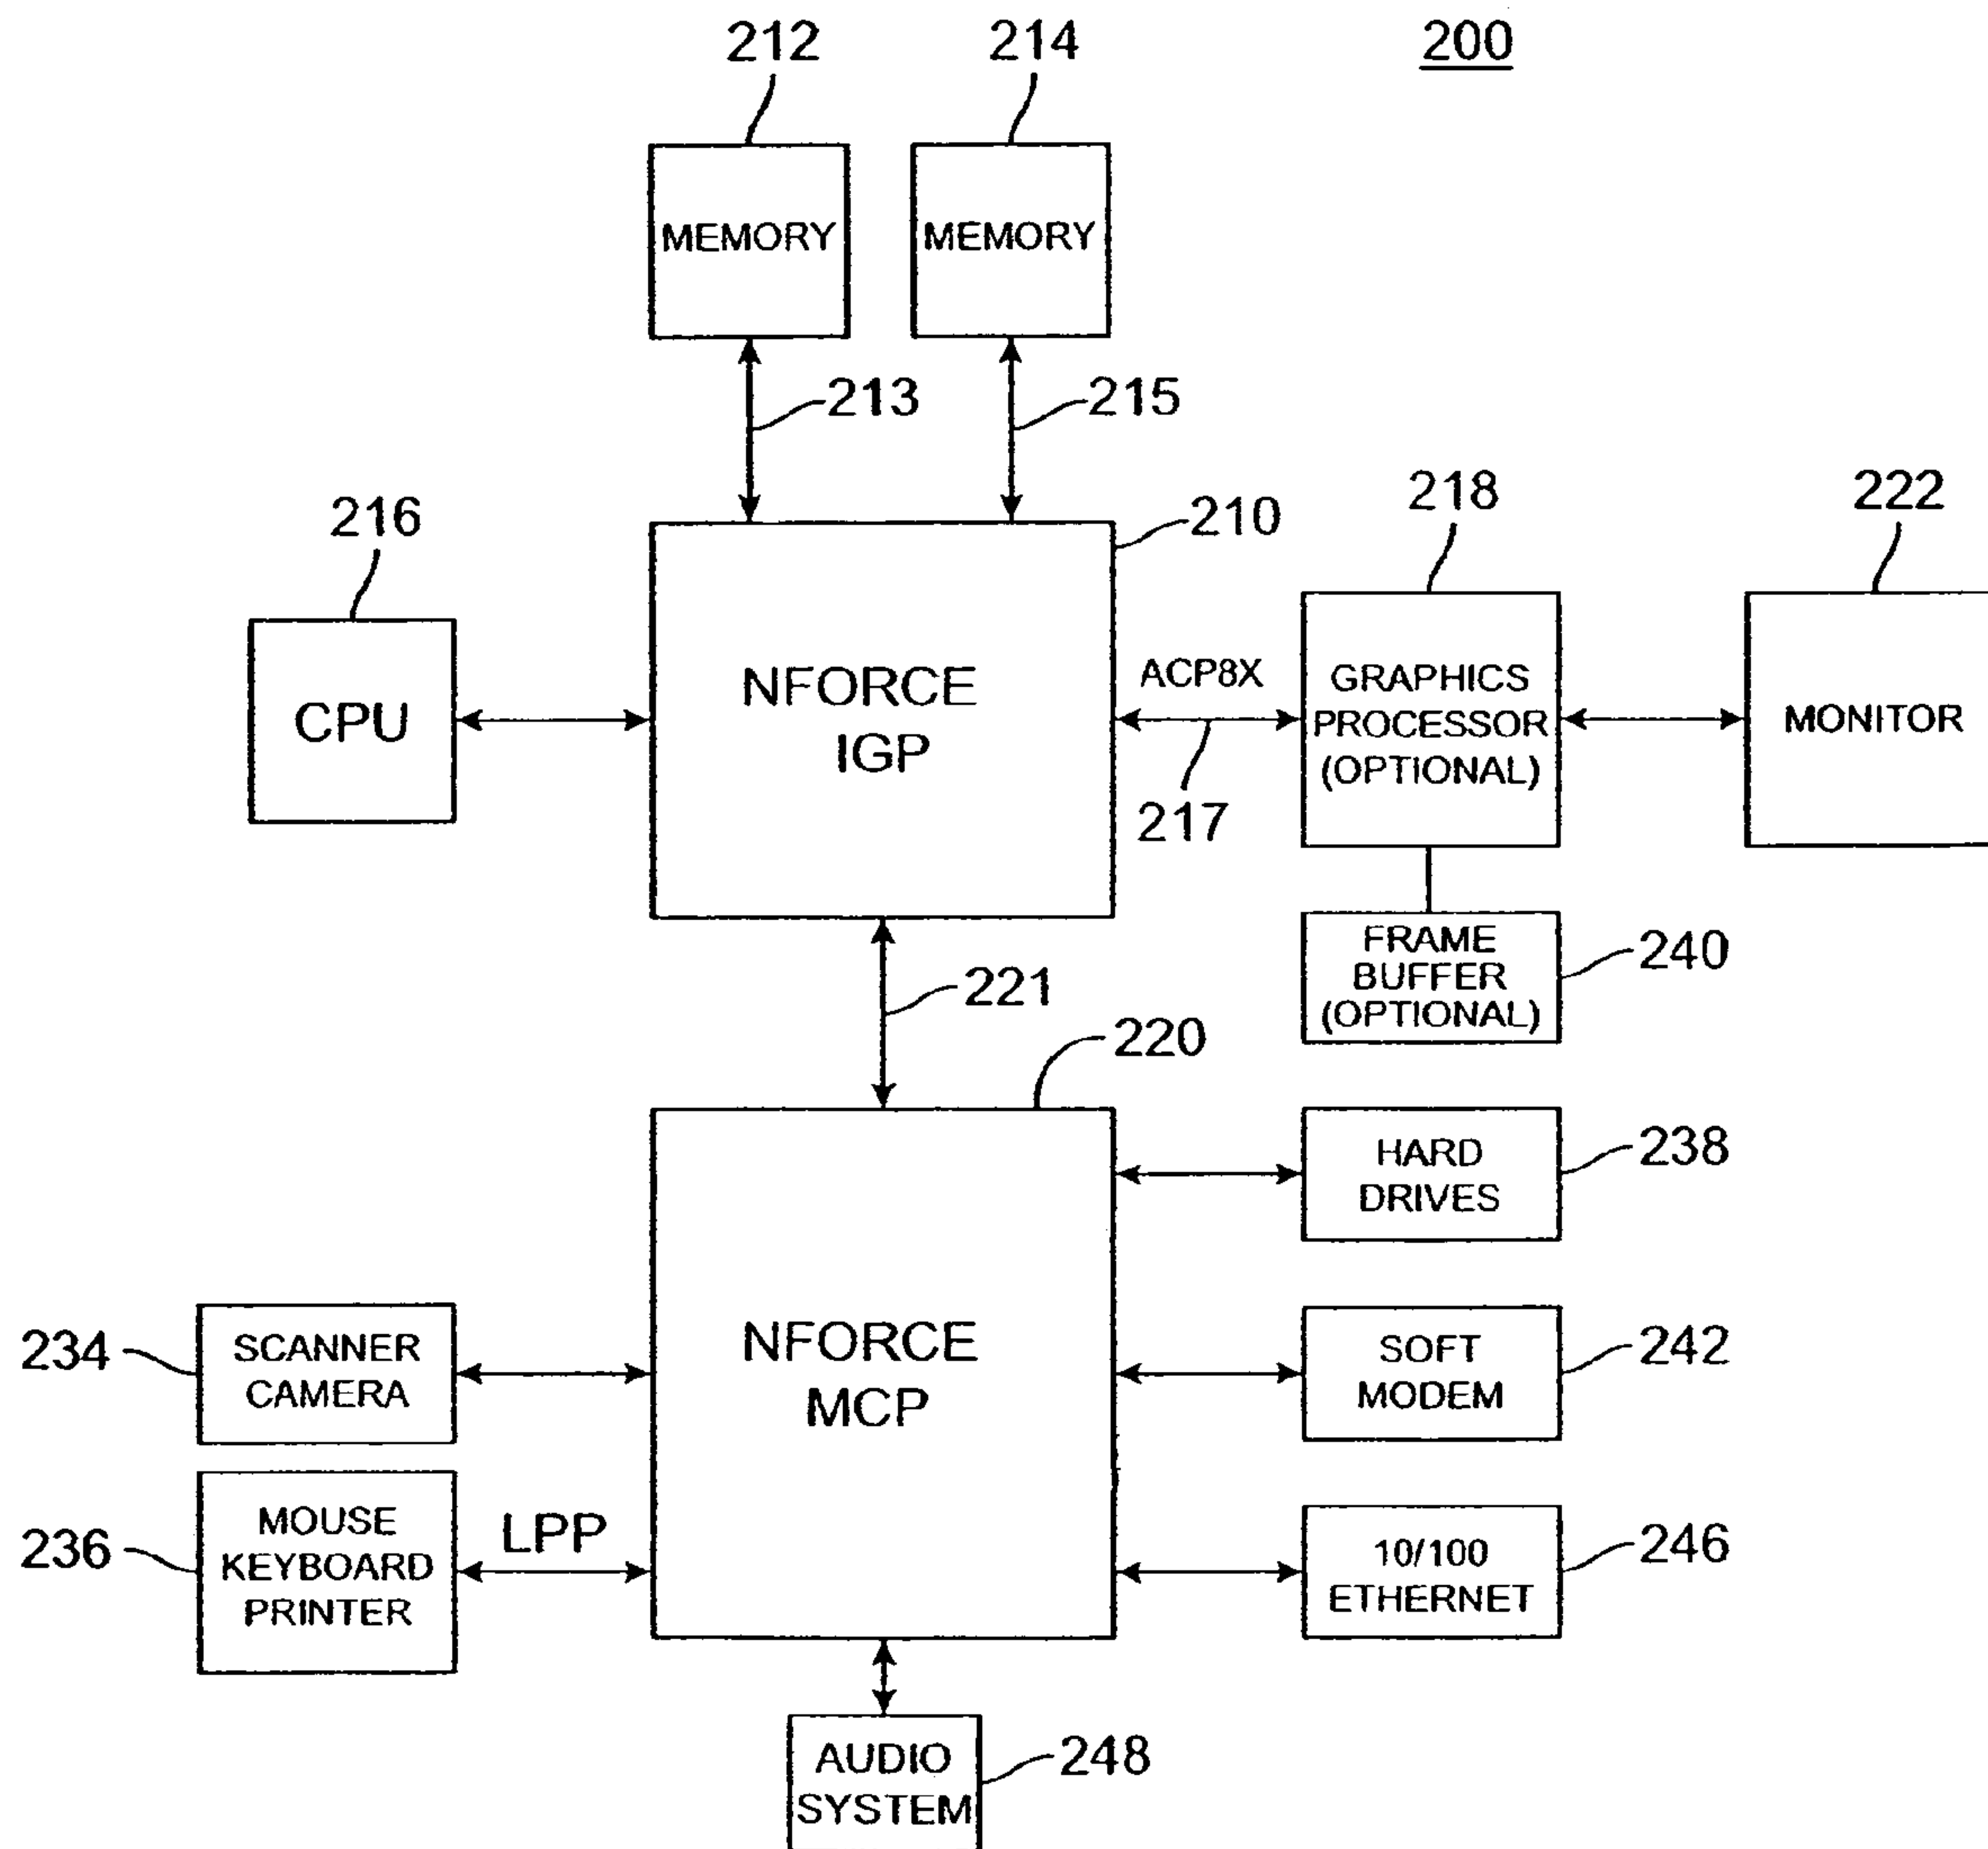 212
214
200
MEMORY
MEMORY
213
215
216
210
218
222
CPU
NFORCE
IGP
ACP8X
217
GRAPHICS
PROCESSOR
(OPTIONAL)
MONITOR
FRAME
BUFFER
(OPTIONAL)
240
221
220
HARD
DRIVES
238
234
SCANNER
CAMERA
NFORCE
MCP
SOFT
MODEM
242
236
MOUSE
KEYBOARD
PRINTER
LPP
10/100
ETHERNET
246
AUDIO
SYSTEM
248